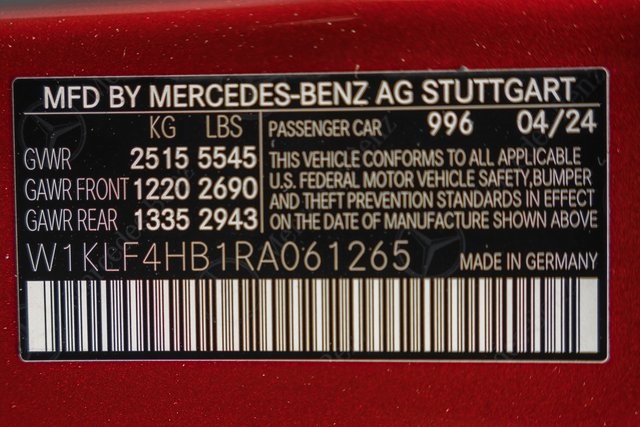 MFD BY MERCEDES-BENZ AG STUTTGART
KG LBS
GVWR 2515 5545
GAWR FRONT 1220 2690
GAWR REAR 1335 2943
PASSENGER CAR 996 04/24
THIS VEHICLE CONFORMS TO ALL APPLICABLE
U.S. FEDERAL MOTOR VEHICLE SAFETY, BUMPER
AND THEFT PREVENTION STANDARDS IN EFFECT
ON THE DATE OF MANUFACTURE SHOWN ABOVE
W1KLF4HB1RA061265
MADE IN GERMANY